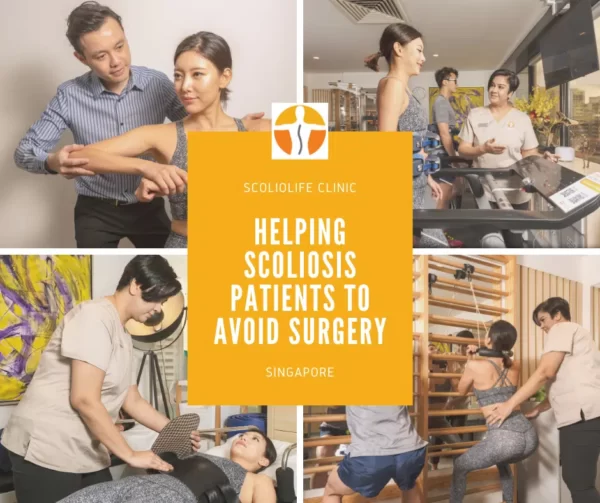 SCOLIOLIFE CLINIC
HELPING
SCOLIOSIS
PATIENTS TO
AVOID SURGERY
SINGAPORE